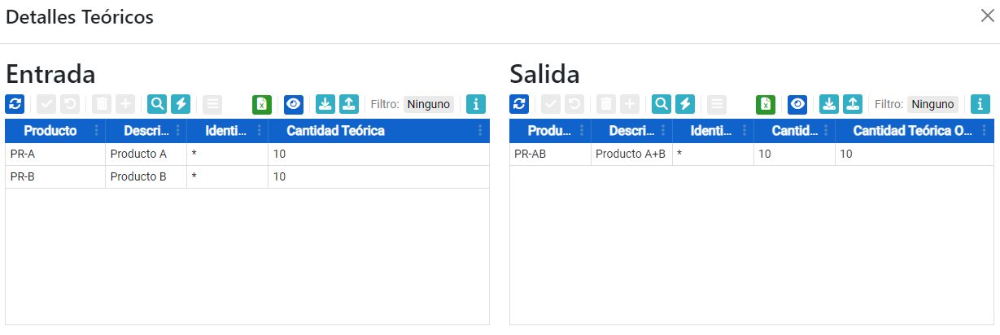 Detalles Teóricos
Entrada
Filtro: Ninguno
Producto Descri... Identi... Cantidad Teórica
PR-A Producto A * 10
PR-B Producto B * 10
Salida
Filtro: Ninguno
Produ... Descri... Identi... Cantid... Cantidad Teórica O...
PR-AB Producto A+B * 10 10